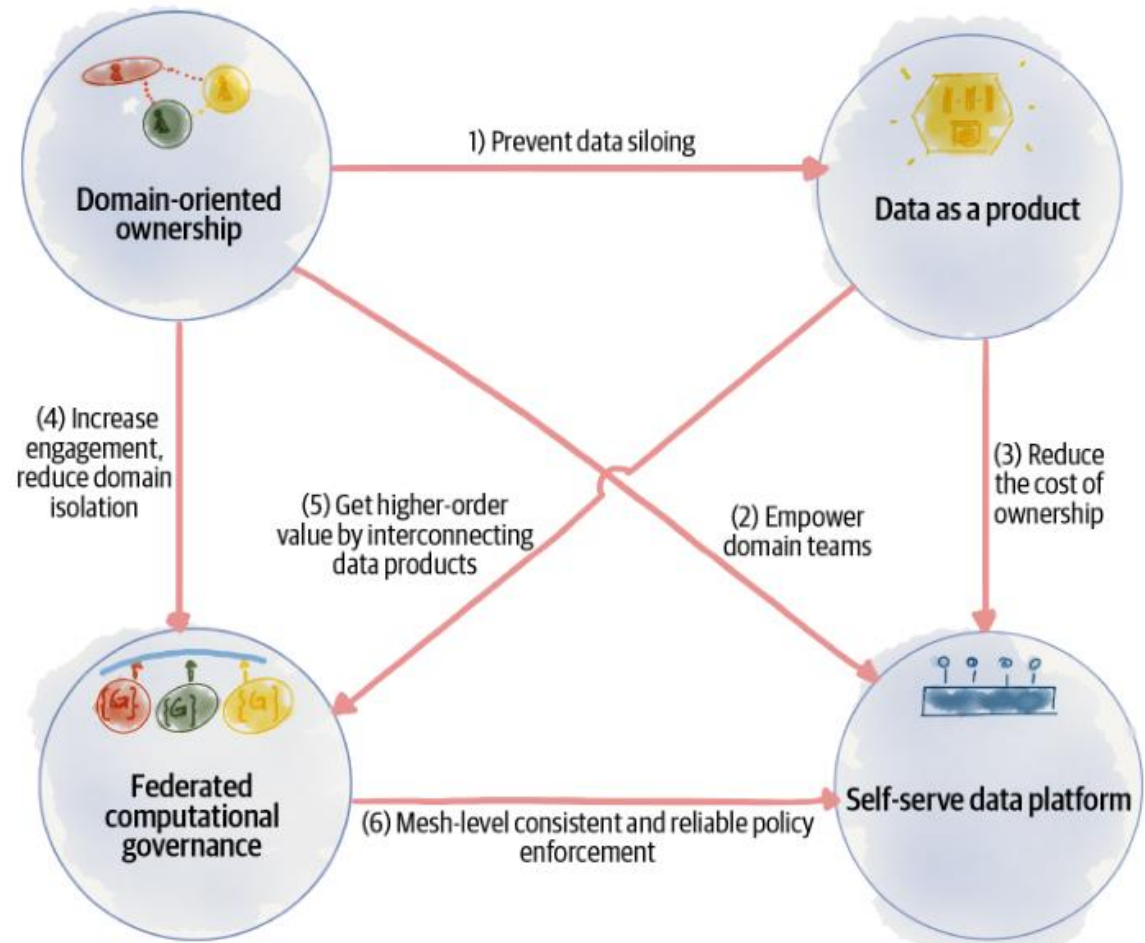 1) Prevent data siloing
Domain-oriented
ownership
Data as a product
(4) Increase
engagement,
reduce domain
isolation
(5) Get higher-order
value by interconnecting
data products
(2) Empower
domain teams
(3) Reduce
the cost of
ownership
{G}
{G}
{G}
Federated
computational
governance
Self-serve data platform
(6) Mesh-level consistent and reliable policy
enforcement